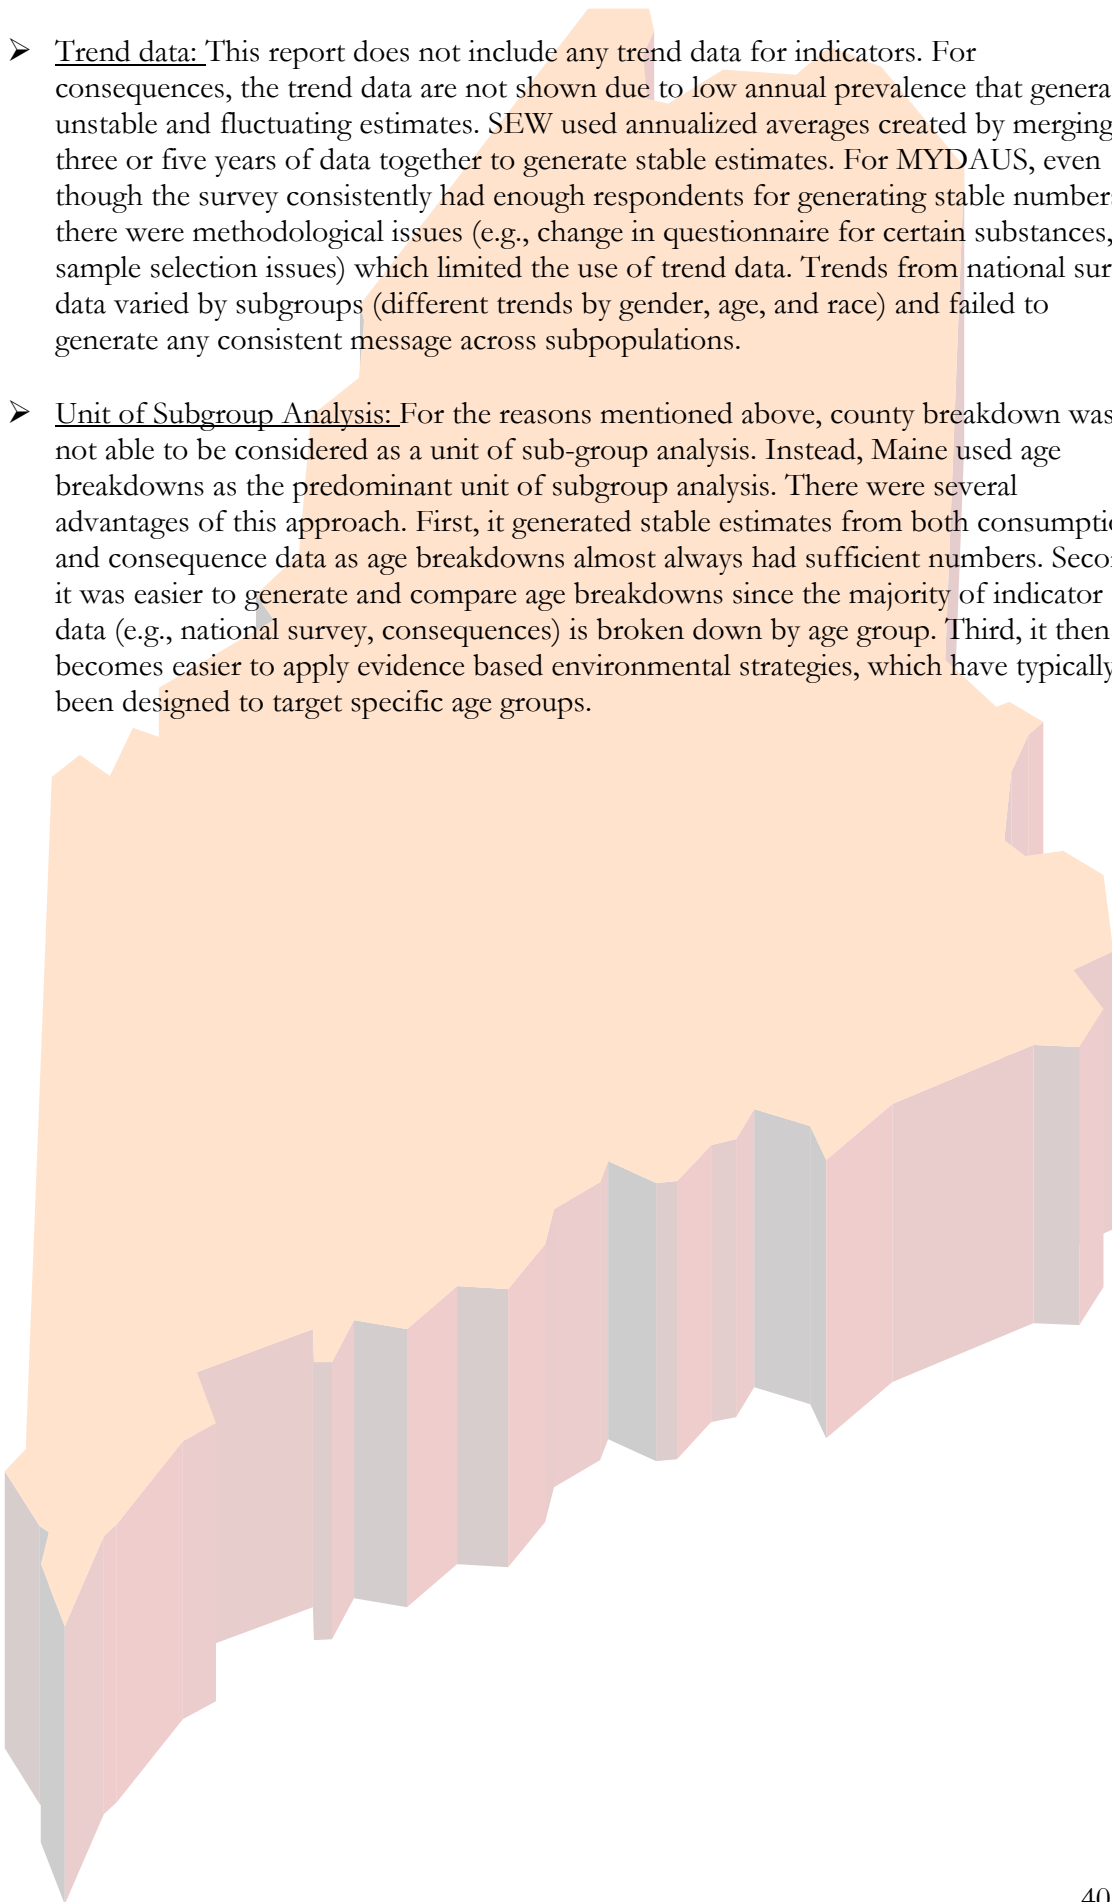 ➢ Trend data: This report does not include any trend data for indicators. For
consequences, the trend data are not shown due to low annual prevalence that genera
unstable and fluctuating estimates. SEW used annualized averages created by merging
three or five years of data together to generate stable estimates. For MYDAUS, even
though the survey consistently had enough respondents for generating stable numbers
there were methodological issues (e.g., change in questionnaire for certain substances,
sample selection issues) which limited the use of trend data. Trends from national sur
data varied by subgroups (different trends by gender, age, and race) and failed to
generate any consistent message across subpopulations.
➢ Unit of Subgroup Analysis: For the reasons mentioned above, county breakdown was
not able to be considered as a unit of sub-group analysis. Instead, Maine used age
breakdowns as the predominant unit of subgroup analysis. There were several
advantages of this approach. First, it generated stable estimates from both consumptio
and consequence data as age breakdowns almost always had sufficient numbers. Secon
it was easier to generate and compare age breakdowns since the majority of indicator
data (e.g., national survey, consequences) is broken down by age group. Third, it then
becomes easier to apply evidence based environmental strategies, which have typically
been designed to target specific age groups.
40